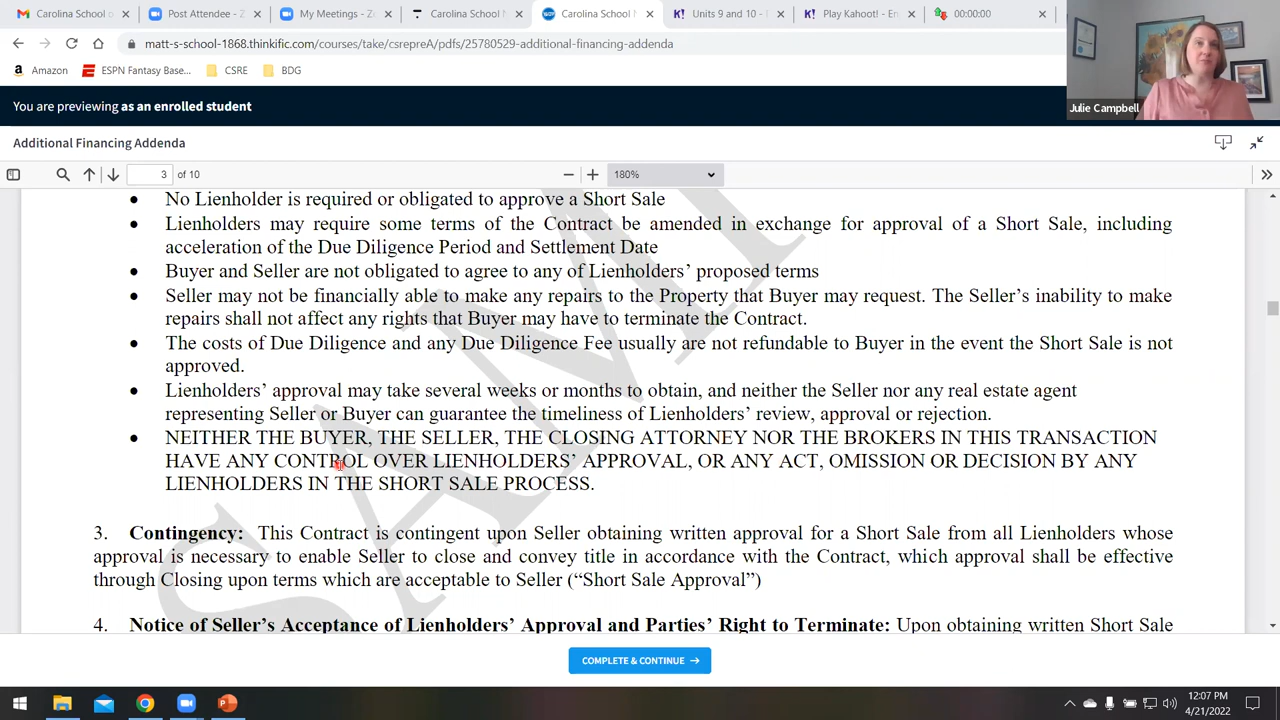 Inbox (1) - matt@carolina
Post Attendee - Z
My Meetings - Z
Carolina School N
Carolina School N
Units 9 and 10 -
Play Kahoot! - En
00:00:00
matt-s-school-1868.thinkific.com/courses/take/csrepreA/pdfs/25780529-additional-financing-addenda
Amazon
ESPN Fantasy Base...
CSRE
BDG
Julie Campbell
You are previewing as an enrolled student
Additional Financing Addenda
3 of 10
180%
• No Lienholder is required or obligated to approve a Short Sale
• Lienholders may require some terms of the Contract be amended in exchange for approval of a Short Sale, including
acceleration of the Due Diligence Period and Settlement Date
• Buyer and Seller are not obligated to agree to any of Lienholders' proposed terms
• Seller may not be financially able to make any repairs to the Property that Buyer may request. The Seller's inability to make
repairs shall not affect any rights that Buyer may have to terminate the Contract.
• The costs of Due Diligence and any Due Diligence Fee usually are not refundable to Buyer in the event the Short Sale is not
approved.
• Lienholders' approval may take several weeks or months to obtain, and neither the Seller nor any real estate agent
representing Seller or Buyer can guarantee the timeliness of Lienholders' review, approval or rejection.
• NEITHER THE BUYER, THE SELLER, THE CLOSING ATTORNEY NOR THE BROKERS IN THIS TRANSACTION
HAVE ANY CONTROL OVER LIENHOLDERS' APPROVAL, OR ANY ACT, OMISSION OR DECISION BY ANY
LIENHOLDERS IN THE SHORT SALE PROCESS.
3. Contingency: This Contract is contingent upon Seller obtaining written approval for a Short Sale from all Lienholders whose
approval is necessary to enable Seller to close and convey title in accordance with the Contract, which approval shall be effective
through Closing upon terms which are acceptable to Seller ("Short Sale Approval")
4. Notice of Seller's Acceptance of Lienholders' Approval and Parties' Right to Terminate: Upon obtaining written Short Sale
COMPLETE & CONTINUE →
12:07 PM
4/21/2022